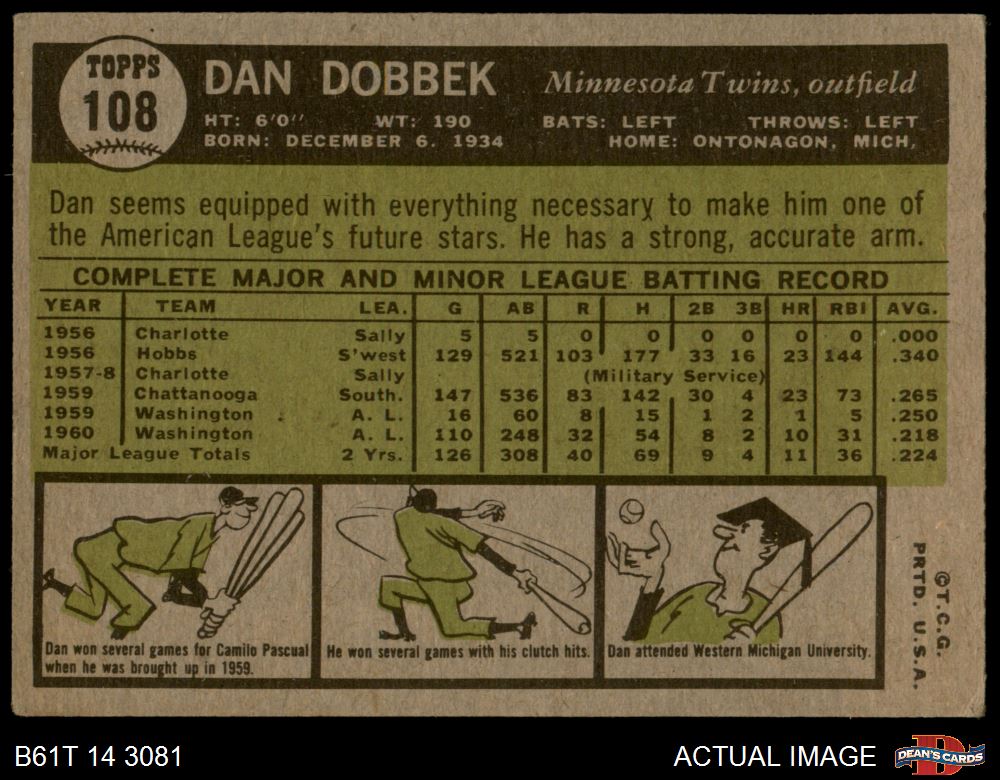 TOPPS
108
DAN DOBBEK Minnesota Twins, outfield
HT: 6'0" WT: 190 BATS: LEFT THROWS: LEFT
BORN: DECEMBER 6, 1934 HOME: ONTONAGON, MICH,
Dan seems equipped with everything necessary to make him one of
the American League's future stars. He has a strong, accurate arm.
COMPLETE MAJOR AND MINOR LEAGUE BATTING RECORD
YEAR TEAM LEA. G AB R H 2B 3B HR RBI AVG.
1956 Charlotte Sally 5 5 0 0 0 0 0 0 .000
1956 Hobbs S'west 129 521 103 177 33 16 23 144 .340
1957-8 Charlotte Sally (Military Service)
1959 Chattanooga South. 147 536 83 142 30 4 23 73 .265
1959 Washington A. L. 16 60 8 15 1 2 1 5 .250
1960 Washington A. L. 110 248 32 54 8 2 10 31 .218
Major League Totals 2 Yrs. 126 308 40 69 9 4 11 36 .224
Dan won several games for Camilo Pascual
when he was brought up in 1959.
He won several games with his clutch hits.
Dan attended Western Michigan University.
©T.C.G.
PRTD. U.S.A.
B61T 14 3081 ACTUAL IMAGE
D
DEAN'S CARDS